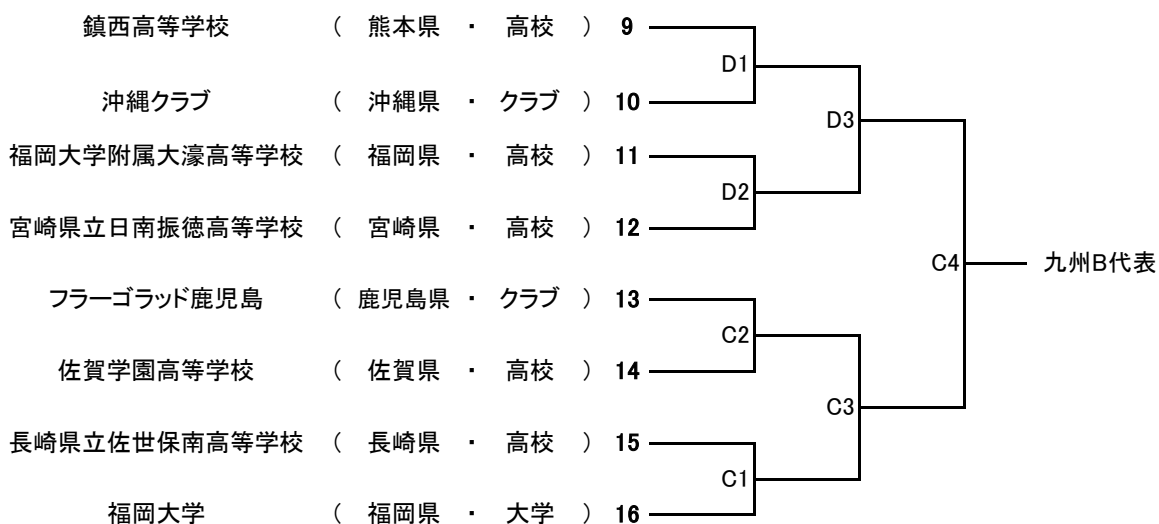 鎮西高等学校 ( 熊本県 ・ 高校 ) 9
D1
沖縄クラブ ( 沖縄県 ・ クラブ ) 10
D3
福岡大学附属大濠高等学校 ( 福岡県 ・ 高校 ) 11
D2
宮崎県立日南振徳高等学校 ( 宮崎県 ・ 高校 ) 12
C4 九州B代表
フラーゴラッド鹿児島 ( 鹿児島県 ・ クラブ ) 13
C2
佐賀学園高等学校 ( 佐賀県 ・ 高校 ) 14
C3
長崎県立佐世保南高等学校 ( 長崎県 ・ 高校 ) 15
C1
福岡大学 ( 福岡県 ・ 大学 ) 16